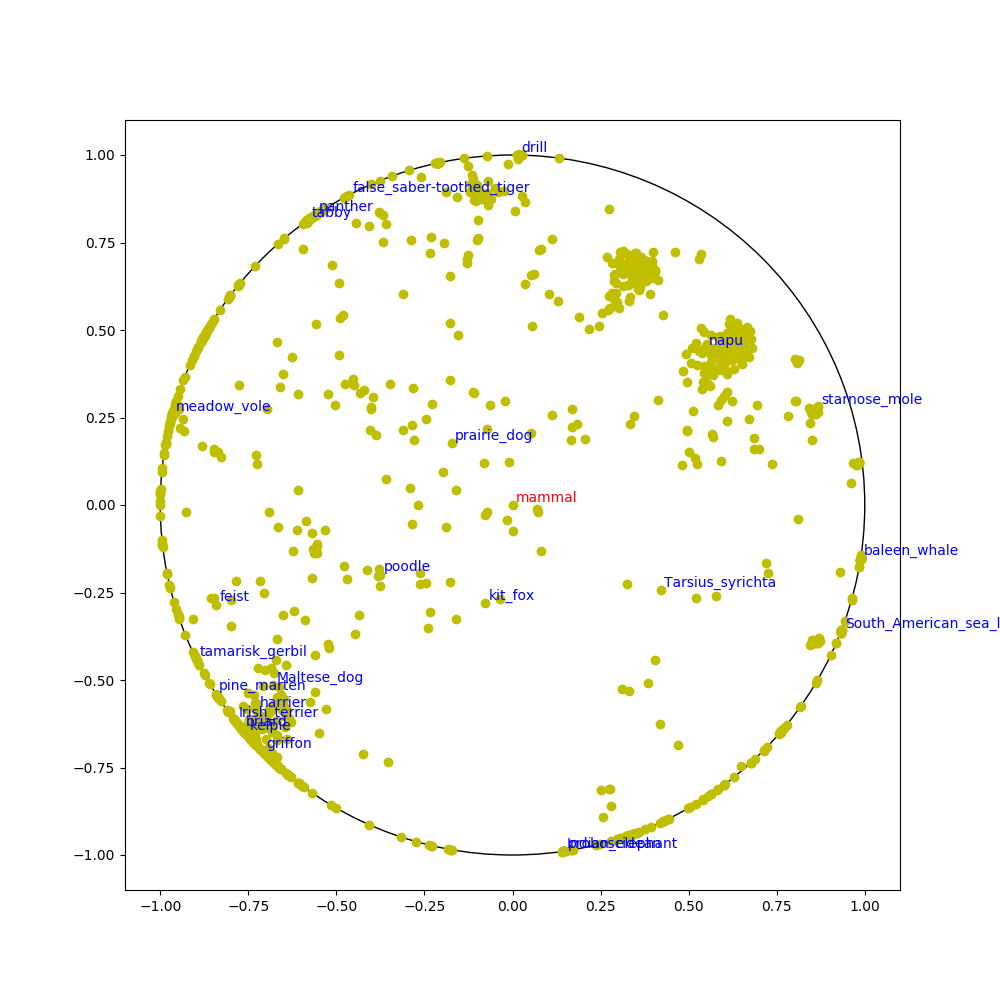 1.00
0.75
0.50
0.25
0.00
−0.25
−0.50
−0.75
−1.00
drill
false_saber-toothed_tiger
panther
tabby
napu
starnose_mole
meadow_vole
prairie_dog
mammal
baleen_whale
poodle
Tarsius_syrichta
feist
kit_fox
South_American_sea_l
tamarisk_gerbil
Maltese_dog
pine_marten
harrier
Irish_terrier
briard
kelpie
griffon
−1.00 −0.75 −0.50 −0.25 0.00 0.25 0.50 0.75 1.00